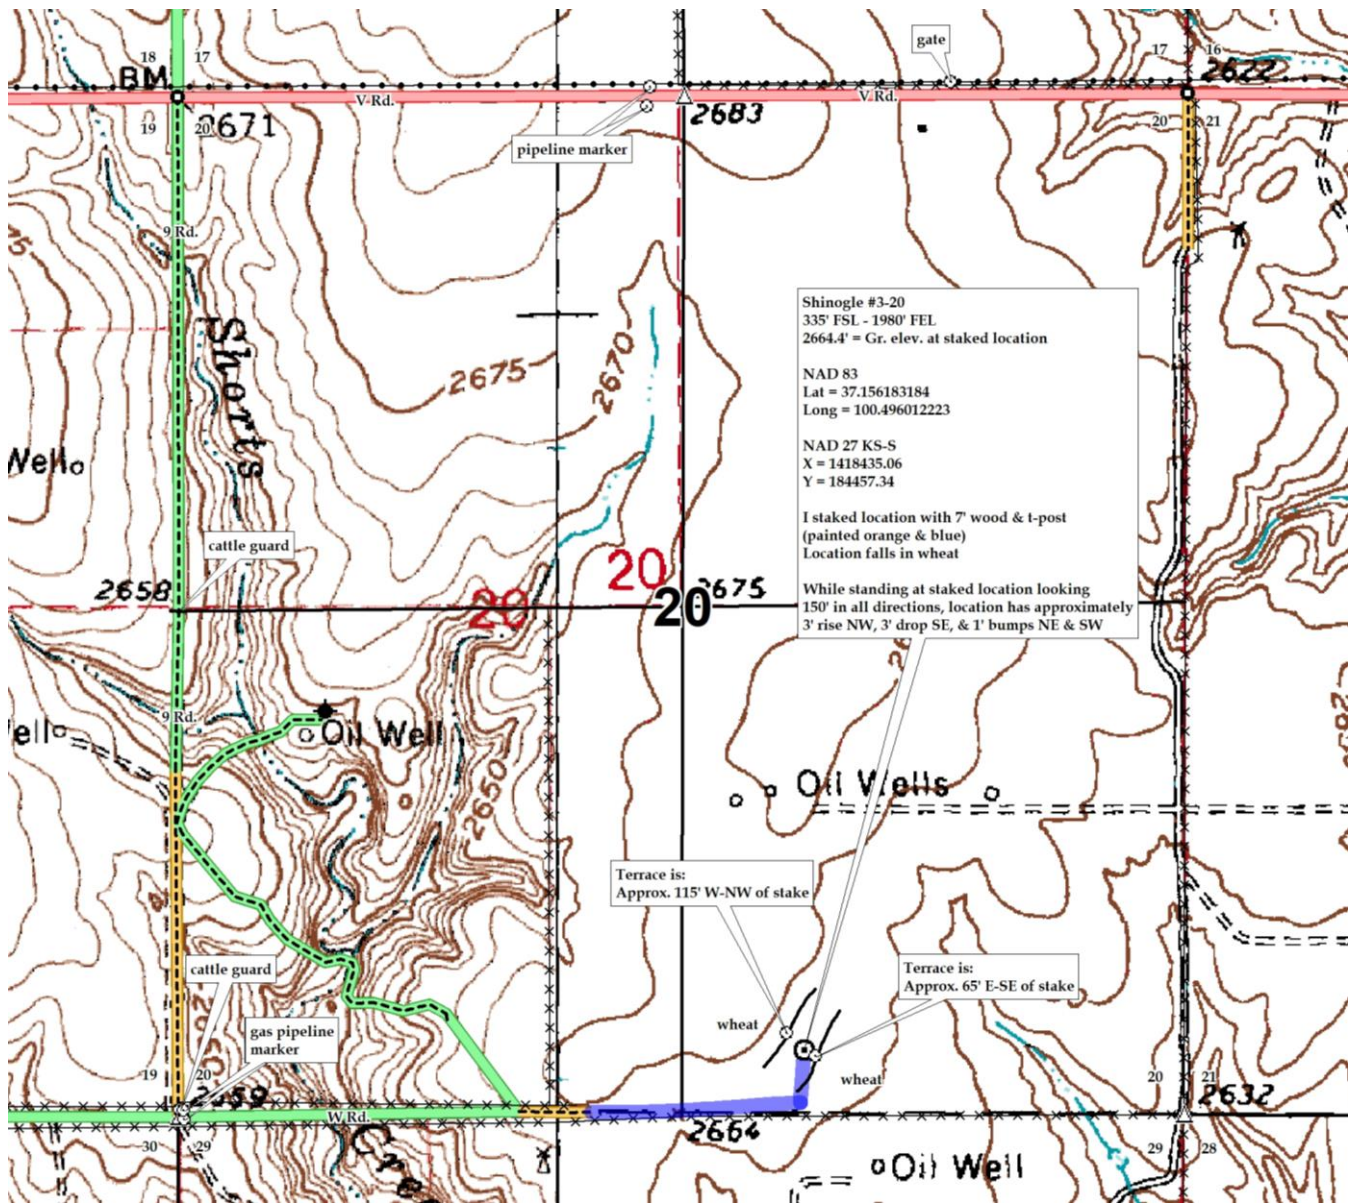 gate
18
17
17
16
BM
2622
V Rd.
V Rd.
19
20
2671
2683
20
21
pipeline marker
9 Rd.
Shorts
Shinogle #3-20
335' FSL - 1980' FEL
2664.4' = Gr. elev. at staked location
NAD 83
Lat = 37.156183184
Long = 100.496012223
NAD 27 KS-S
X = 1418435.06
Y = 184457.34
I staked location with 7' wood & t-post
(painted orange & blue)
Location falls in wheat
While standing at staked location looking
150' in all directions, location has approximately
3' rise NW, 3' drop SE, & 1' bumps NE & SW
2675
2670
Well
cattle guard
2658
20
20
20
2675
9 Rd.
Oil Well
2650
Oil Wells
Terrace is:
Approx. 115' W-NW of stake
cattle guard
Terrace is:
Approx. 65' E-SE of stake
gas pipeline
marker
wheat
wheat
19
20
2659
20
21
2632
W Rd.
2664
30
29
29
28
Oil Well